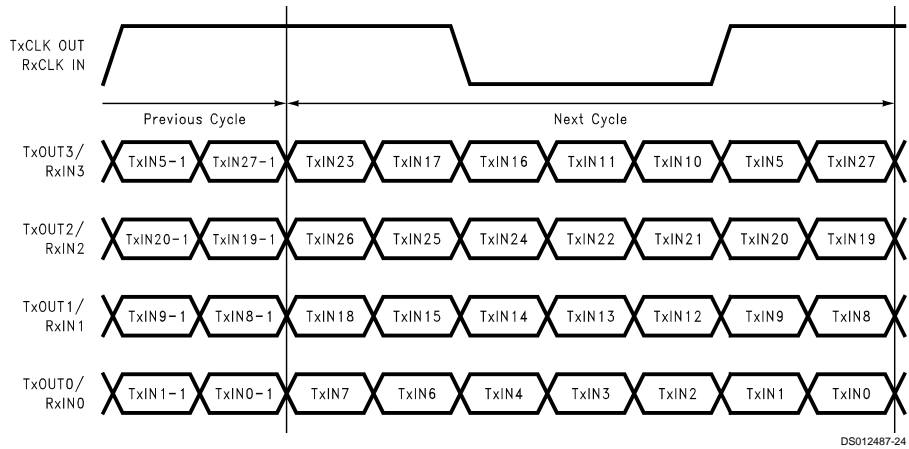 TxCLK OUT
RxCLK IN
Previous Cycle
Next Cycle
TxOUT3/
RxIN3
TxIN5-1 TxIN27-1 TxIN23 TxIN17 TxIN16 TxIN11 TxIN10 TxIN5 TxIN27
TxOUT2/
RxIN2
TxIN20-1 TxIN19-1 TxIN26 TxIN25 TxIN24 TxIN22 TxIN21 TxIN20 TxIN19
TxOUT1/
RxIN1
TxIN9-1 TxIN8-1 TxIN18 TxIN15 TxIN14 TxIN13 TxIN12 TxIN9 TxIN8
TxOUT0/
RxIN0
TxIN1-1 TxIN0-1 TxIN7 TxIN6 TxIN4 TxIN3 TxIN2 TxIN1 TxIN0
DS012487-24